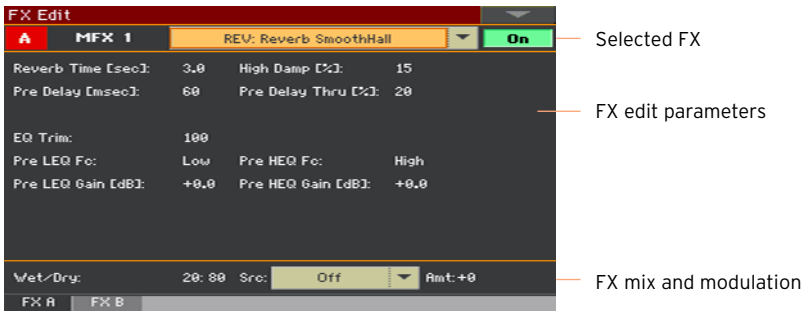 FX Edit
A MFX 1 REV: Reverb SmoothHall On
Selected FX
Reverb Time [sec]: 3.0 High Damp [%]: 15
Pre Delay [msec]: 60 Pre Delay Thru [%]: 20
FX edit parameters
EQ Trim: 100
Pre LEQ Fc: Low Pre HEQ Fc: High
Pre LEQ Gain [dB]: +0.0 Pre HEQ Gain [dB]: +0.0
Wet/Dry: 20:80 Src: Off Amt:+0
FX mix and modulation
FX A FX B